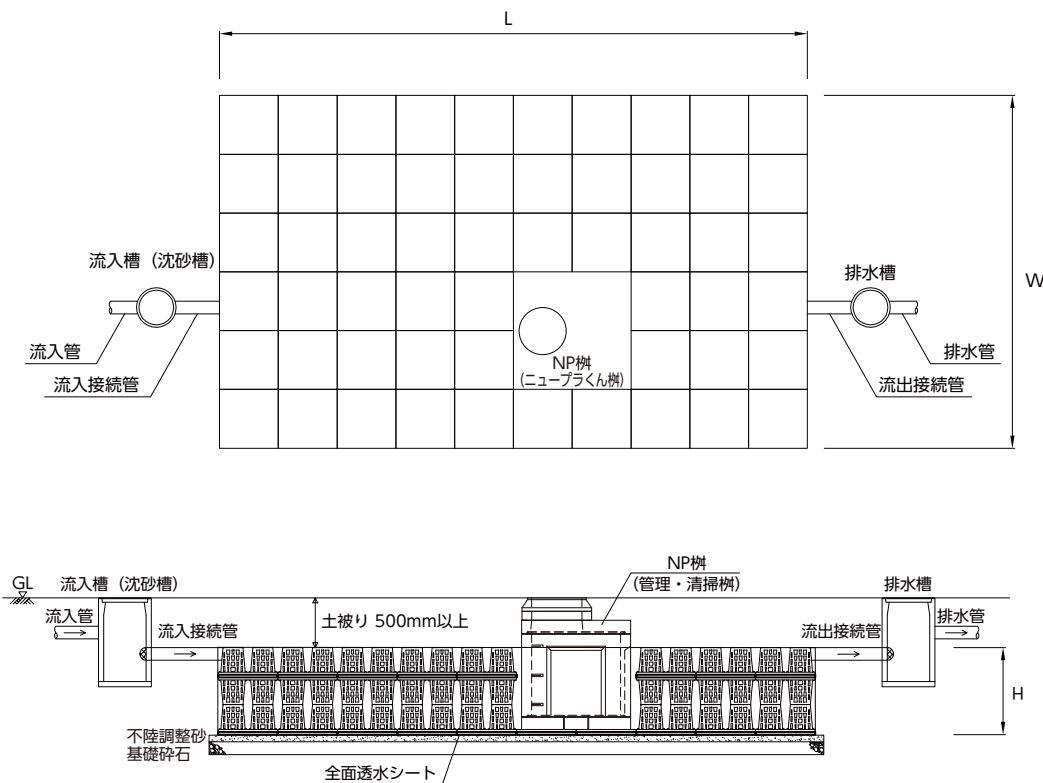 L
流入槽（沈砂槽）
排水槽
W
流入管
流入接続管
NP桝
(ニュープラくん桝)
排水管
流出接続管
GL
流入槽（沈砂槽）
NP桝
(管理・清掃桝)
排水槽
流入管
土被り 500mm以上
排水管
流入接続管
流出接続管
H
不陸調整砂
基礎砕石
全面透水シート